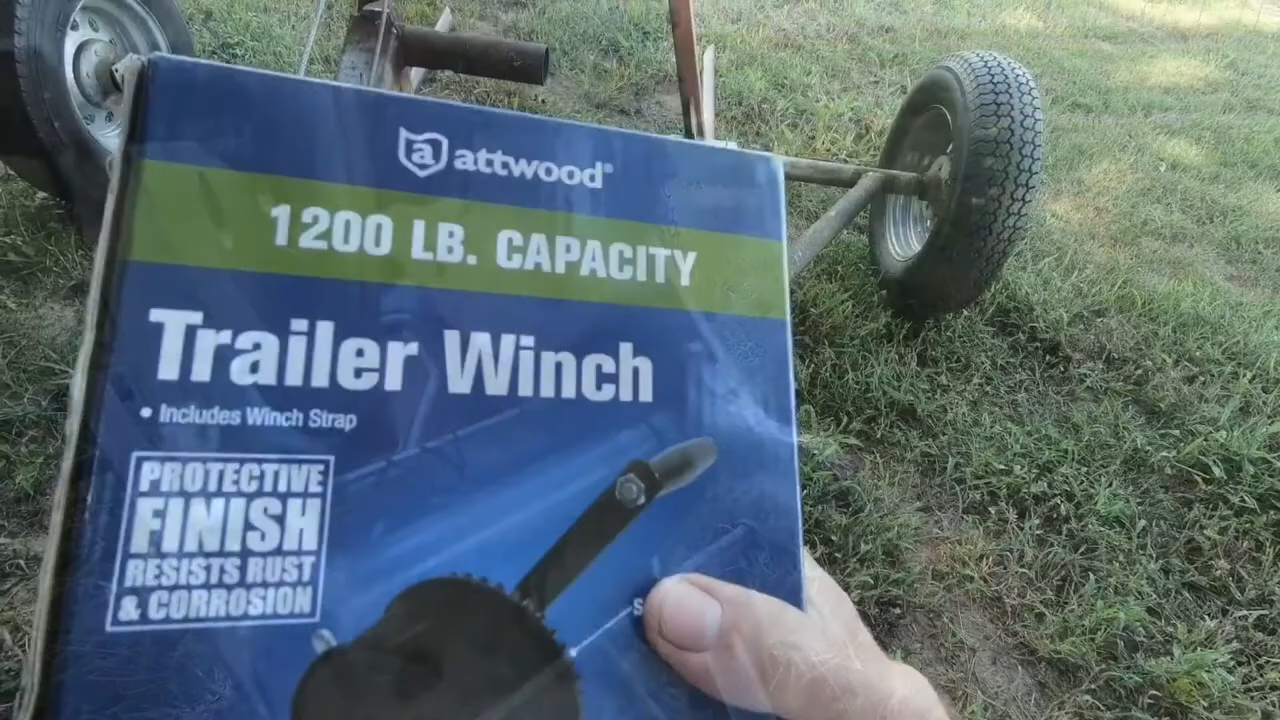 a attwood®
1200 LB. CAPACITY
Trailer Winch
• Includes Winch Strap
PROTECTIVE
FINISH
RESISTS RUST
& CORROSION